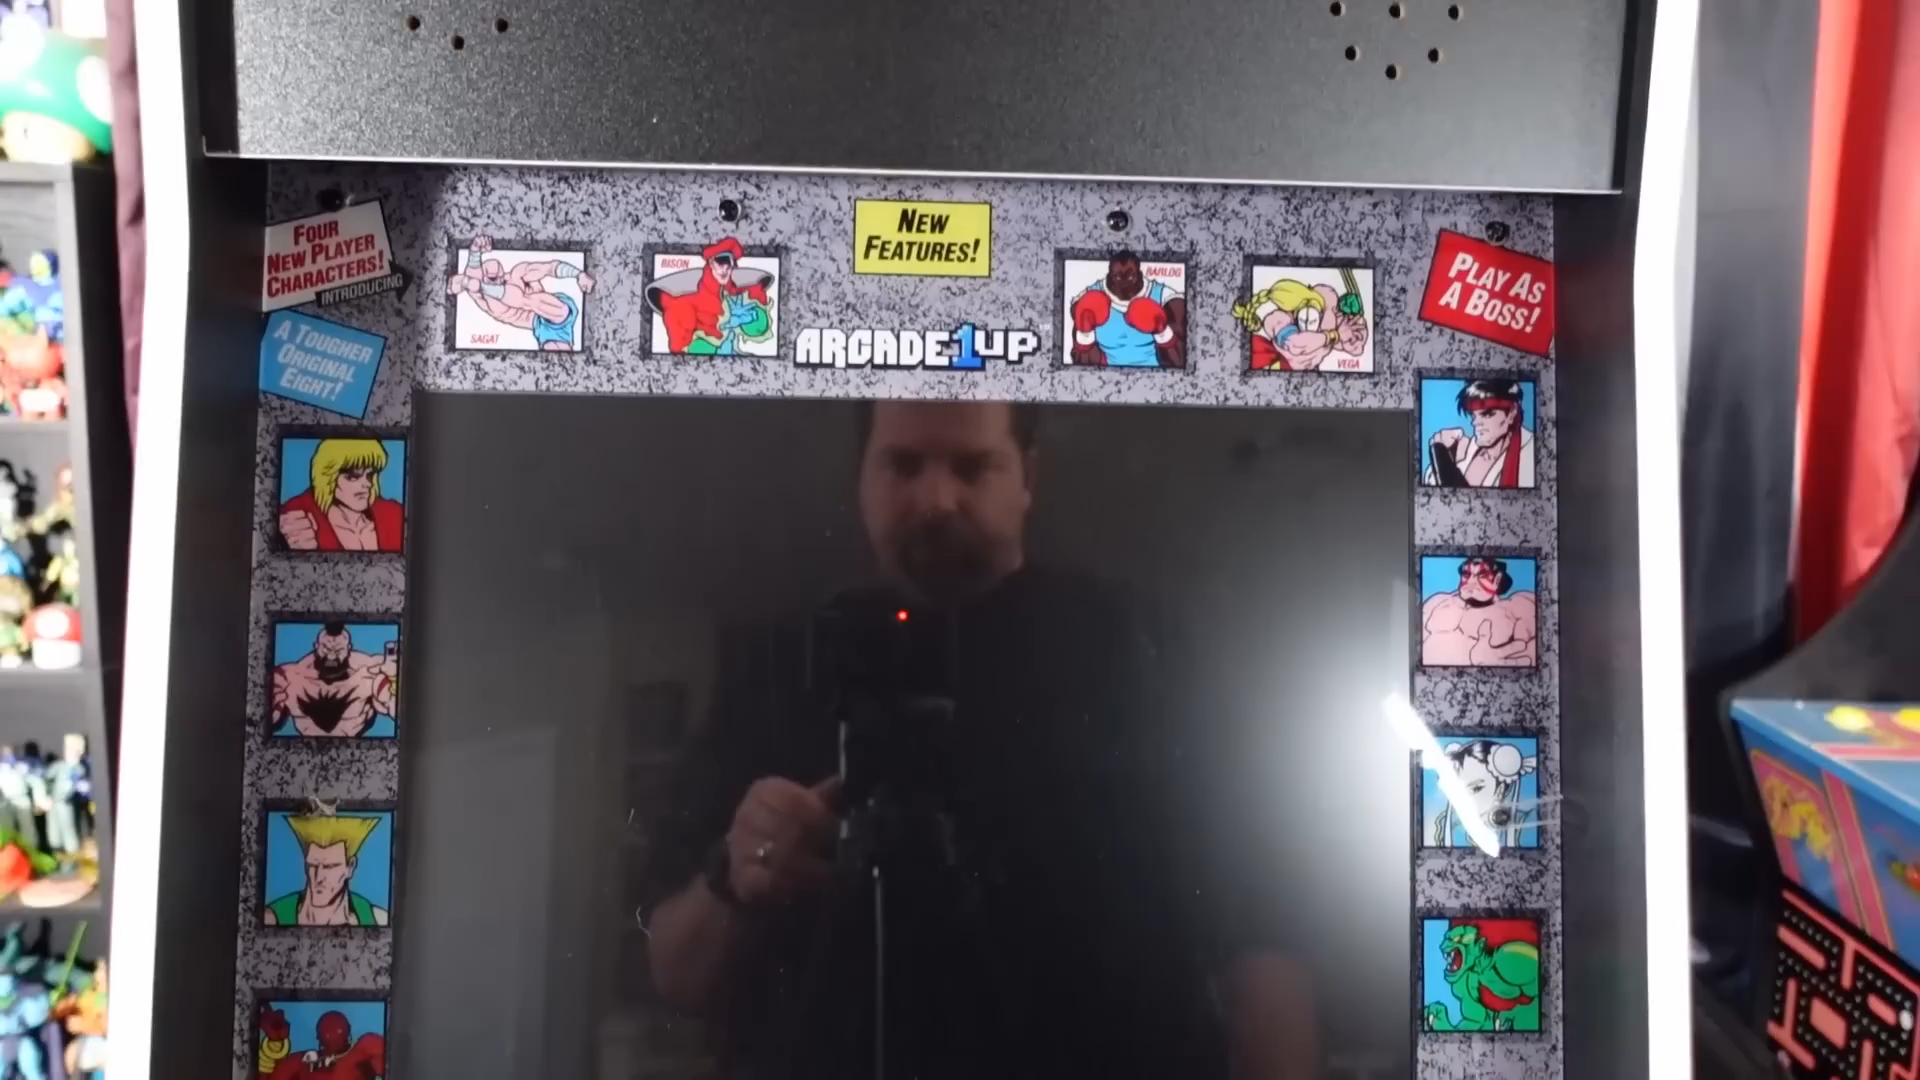 FOUR
NEW PLAYER
CHARACTERS!
INTRODUCING
A TOUGHER
ORIGINAL
EIGHT!
SAGAT
BISON
NEW
FEATURES!
ARCADE1UP
BARLOG
VEGA
PLAY AS
A BOSS!